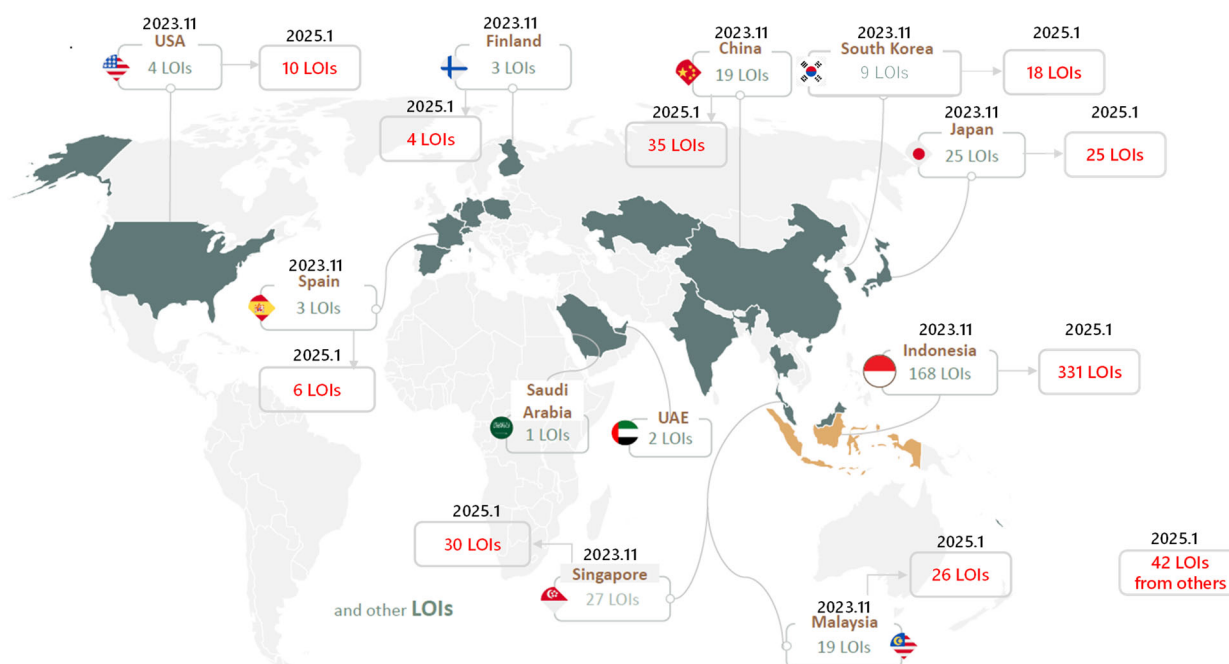 2023.11
USA
4 LOIs
2025.1
10 LOIs
2023.11
Finland
3 LOIs
2025.1
4 LOIs
2023.11
China
19 LOIs
2025.1
35 LOIs
2023.11
South Korea
9 LOIs
2025.1
18 LOIs
2023.11
Japan
25 LOIs
2025.1
25 LOIs
2023.11
Spain
3 LOIs
2025.1
6 LOIs
2023.11
Indonesia
168 LOIs
2025.1
331 LOIs
Saudi
Arabia
1 LOIs
UAE
2 LOIs
2025.1
30 LOIs
2023.11
Singapore
27 LOIs
2025.1
26 LOIs
2023.11
Malaysia
19 LOIs
2025.1
42 LOIs
from others
and other LOIs